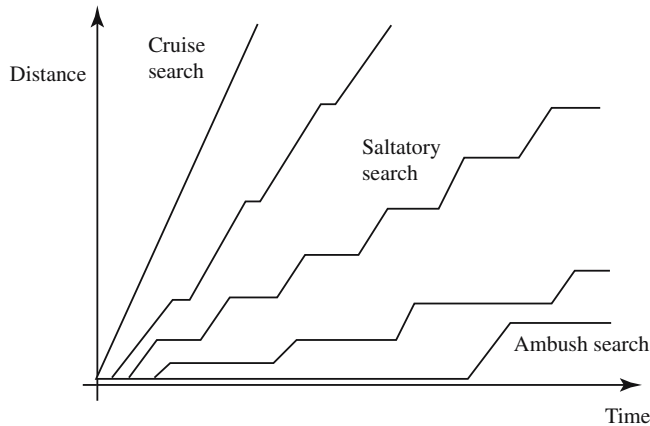 Cruise
search
Distance
Saltatory
search
Ambush search
Time